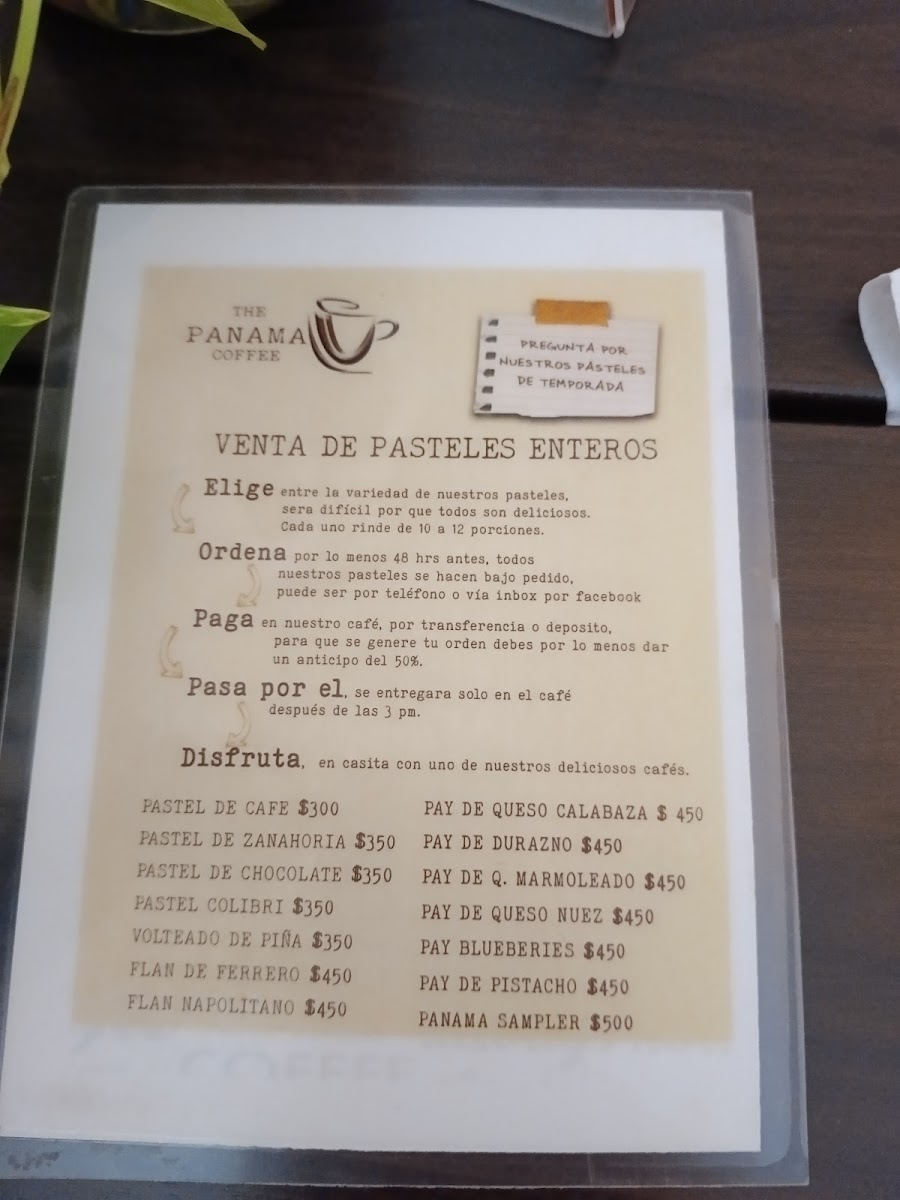 THE
PANAMA
COFFEE
PREGUNTA POR
NUESTROS PASTELES
DE TEMPORADA
VENTA DE PASTELES ENTEROS
Elige entre la variedad de nuestros pasteles,
sera difícil por que todos son deliciosos.
Cada uno rinde de 10 a 12 porciones.
Ordena por lo menos 48 hrs antes, todos
nuestros pasteles se hacen bajo pedido,
puede ser por teléfono o vía inbox por facebook
Paga en nuestro café, por transferencia o deposito,
para que se genere tu orden debes por lo menos dar
un anticipo del 50%.
Pasa por el, se entregara solo en el café
después de las 3 pm.
Disfruta, en casita con uno de nuestros deliciosos cafés.
PASTEL DE CAFE $300
PASTEL DE ZANAHORIA $350
PASTEL DE CHOCOLATE $350
PASTEL COLIBRI $350
VOLTEADO DE PIÑA $350
FLAN DE FERRERO $450
FLAN NAPOLITANO $450
PAY DE QUESO CALABAZA $ 450
PAY DE DURAZNO $450
PAY DE Q. MARMOLEADO $450
PAY DE QUESO NUEZ $450
PAY BLUEBERIES $450
PAY DE PISTACHO $450
PANAMA SAMPLER $500